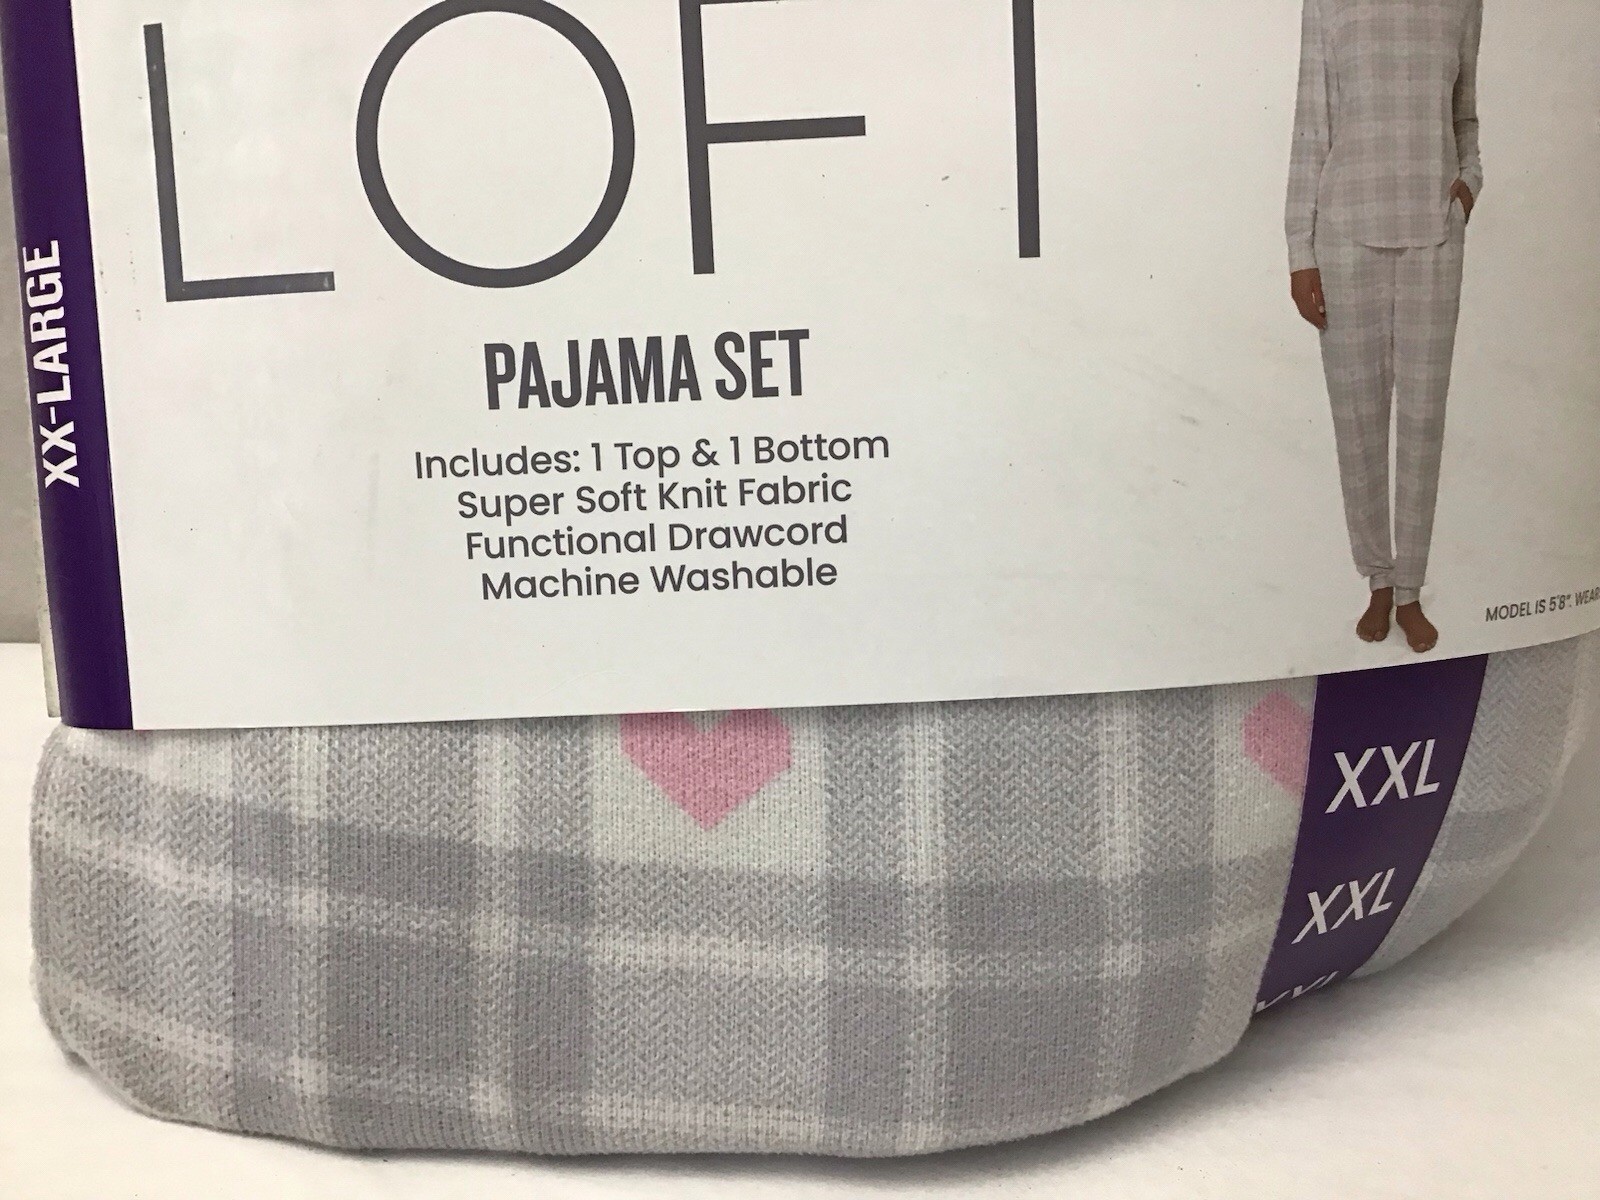 LOFT
XX-LARGE
PAJAMA SET
Includes: 1 Top & 1 Bottom
Super Soft Knit Fabric
Functional Drawcord
Machine Washable
MODEL IS 5'8".
XXL
XXL
XXL